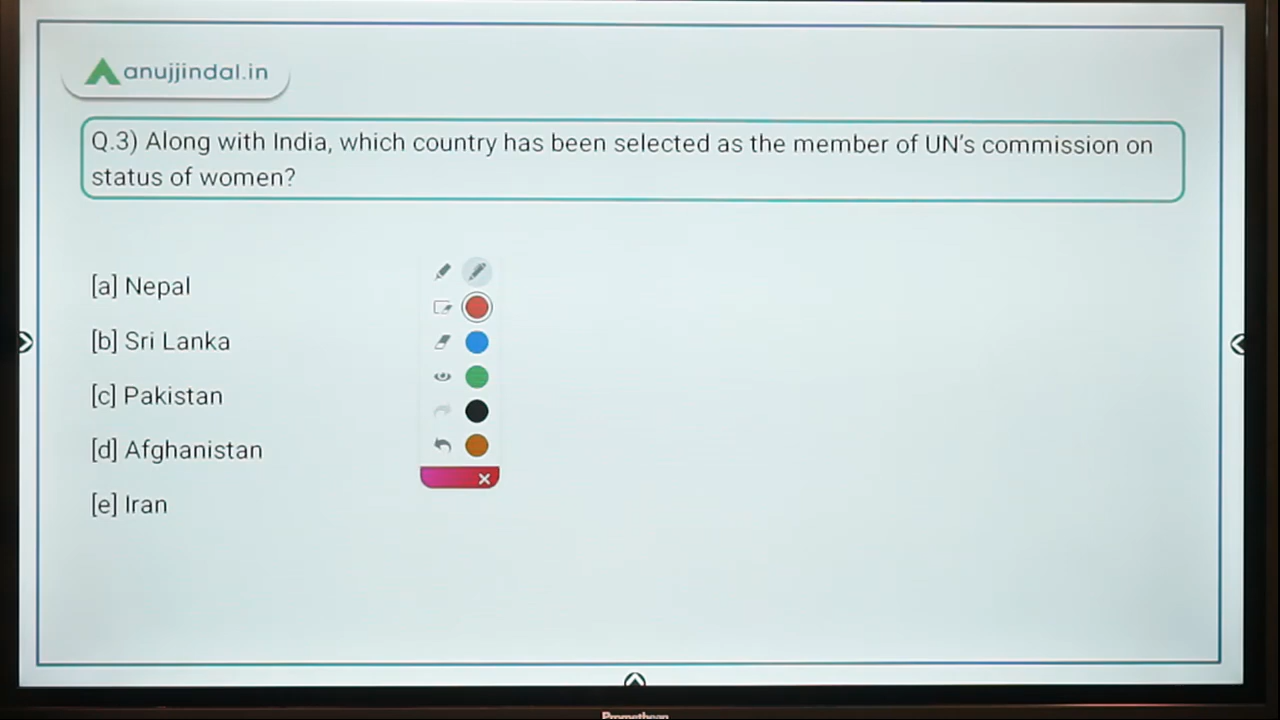 anujjindal.in
Q.3) Along with India, which country has been selected as the member of UN's commission on
status of women?
[a] Nepal
[b] Sri Lanka
[c] Pakistan
[d] Afghanistan
[e] Iran
Promethean